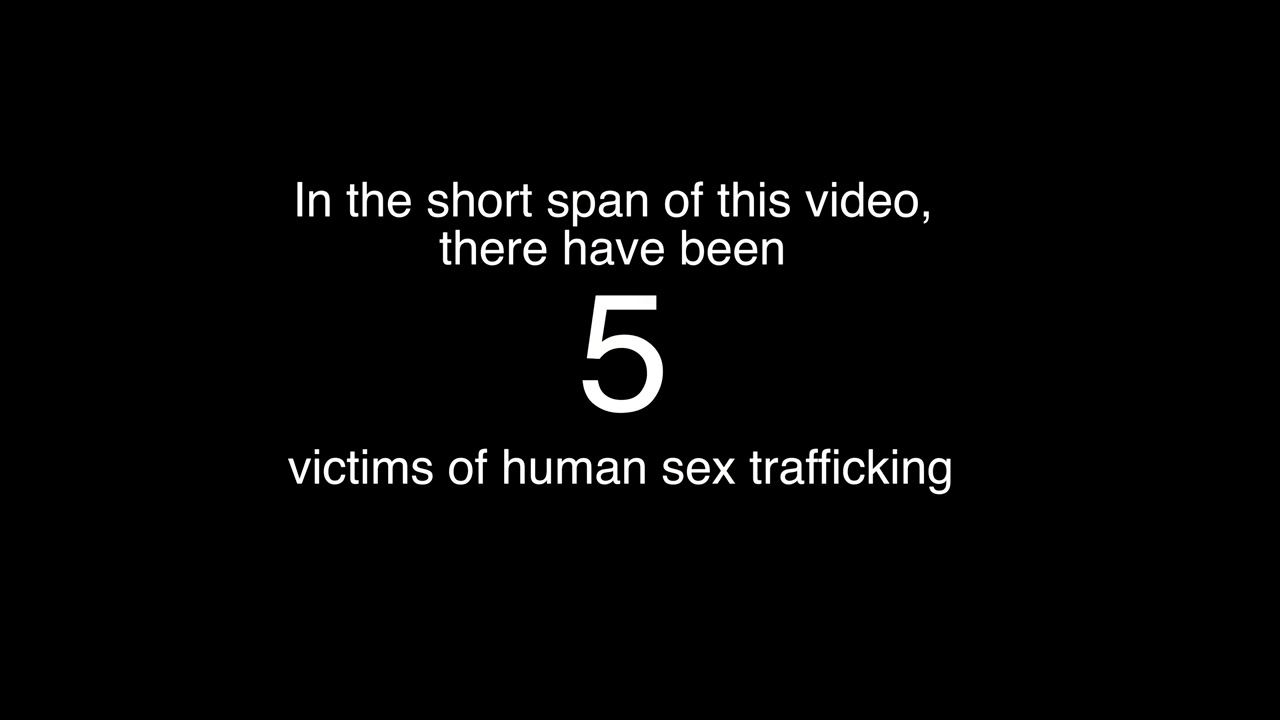 In the short span of this video,
there have been
5
victims of human sex trafficking